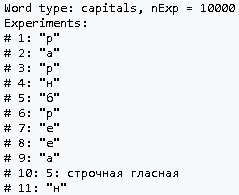 Word type: capitals, nExp = 10000
Experiments:
# 1: "р"
# 2: "а"
# 3: "р"
# 4: "н"
# 5: "б"
# 6: "р"
# 7: "е"
# 8: "е"
# 9: "а"
# 10: 5: строчная гласная
# 11: "н"